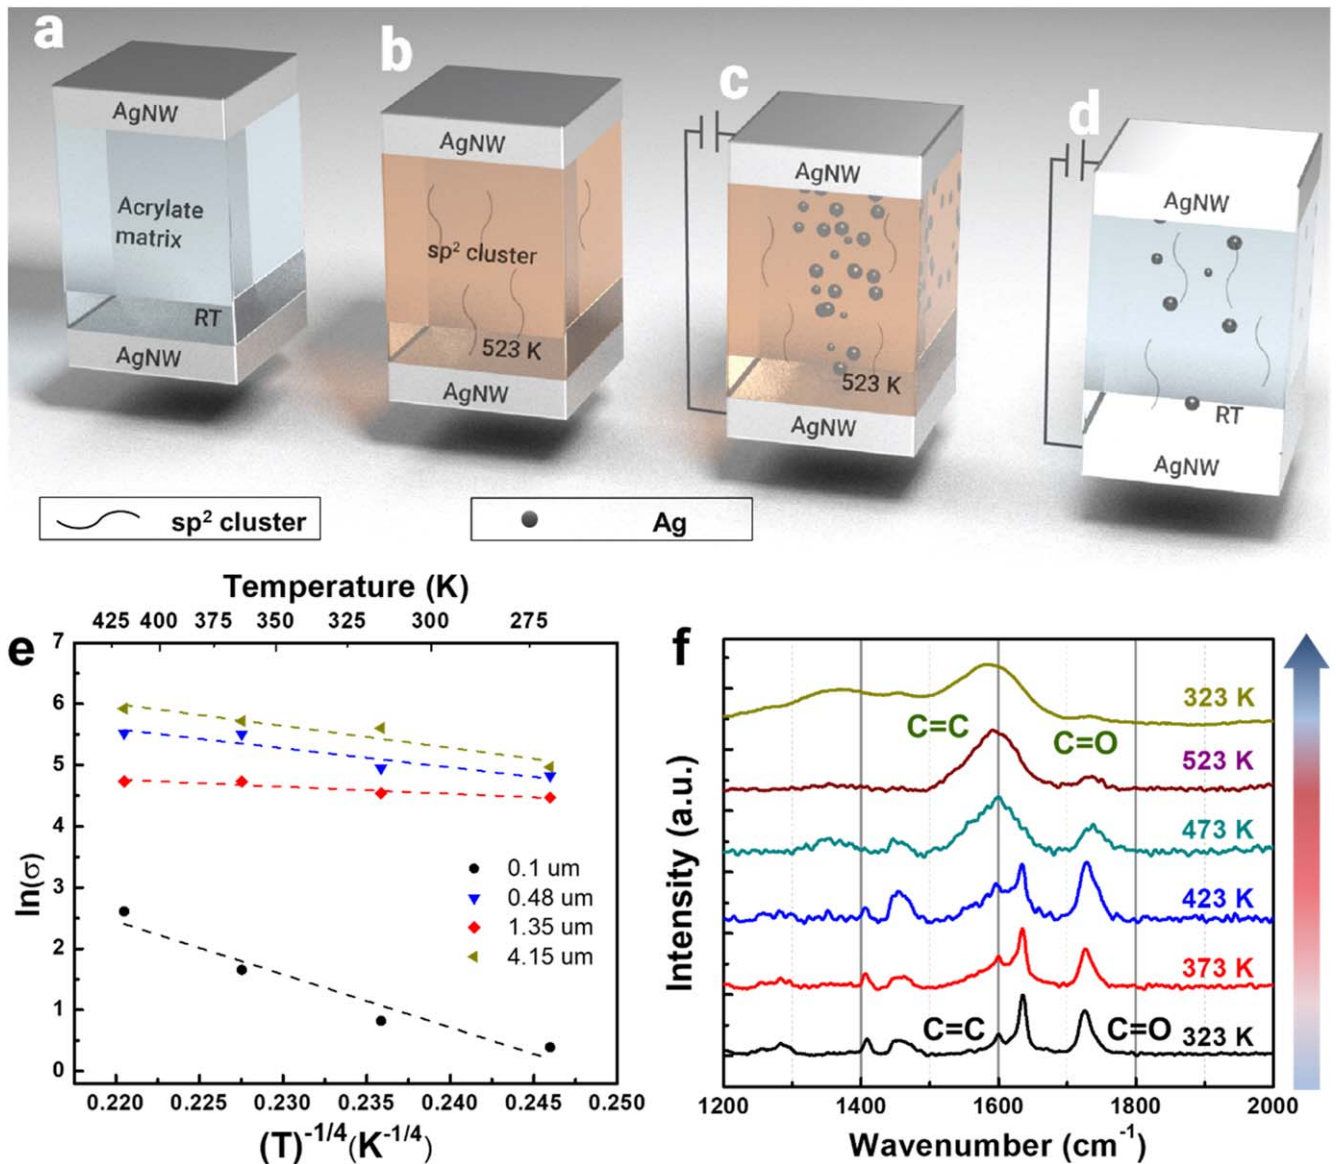 a
AgNW
Acrylate
matrix
RT
AgNW
b
AgNW
sp² cluster
523 K
AgNW
c
AgNW
523 K
AgNW
d
AgNW
RT
AgNW
sp² cluster
Ag
e
Temperature (K)
425 400 375 350 325 300 275
7
6
5
4
3
2
1
0
ln(σ)
0.1 um
0.48 um
1.35 um
4.15 um
0.220 0.225 0.230 0.235 0.240 0.245 0.250
(T)⁻¹/⁴(K⁻¹/⁴)
f
Intensity (a.u.)
323 K
C=C
C=O
523 K
473 K
423 K
373 K
C=C
C=O
323 K
1200 1400 1600 1800 2000
Wavenumber (cm⁻¹)